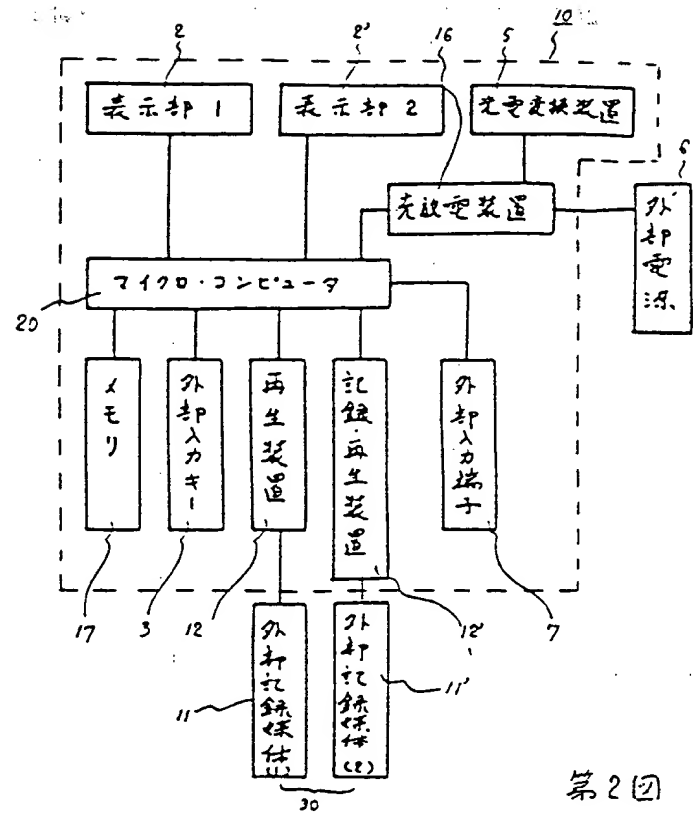 2
2'
16
5
10
表示部1
表示部2
光電変換装置
6
充放電装置
外部電源
マイクロ・コンピュータ
20
メモリ
外部入力キー
再生装置
記録・再生装置
外部入力端子
17
3
12
12'
7
外部記録媒体(1)
外部記録媒体(2)
11
11'
30
第2図